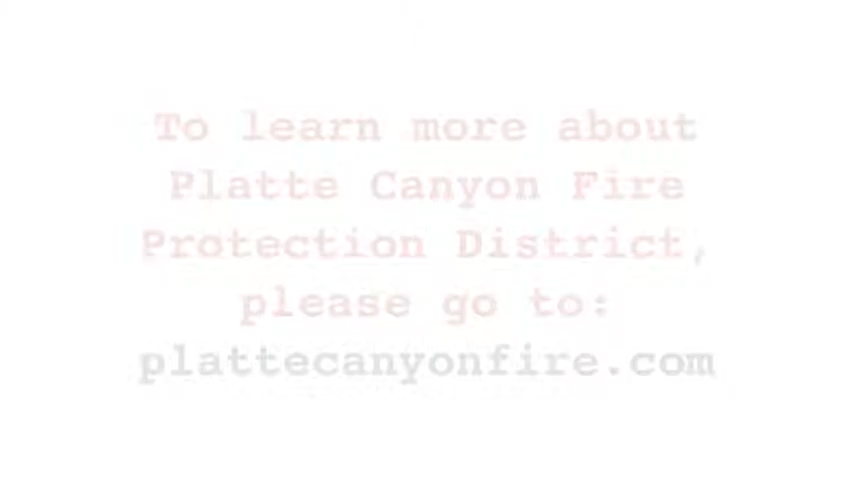 To learn more about
Platte Canyon Fire
Protection District,
please go to:
plattecanyonfire.com